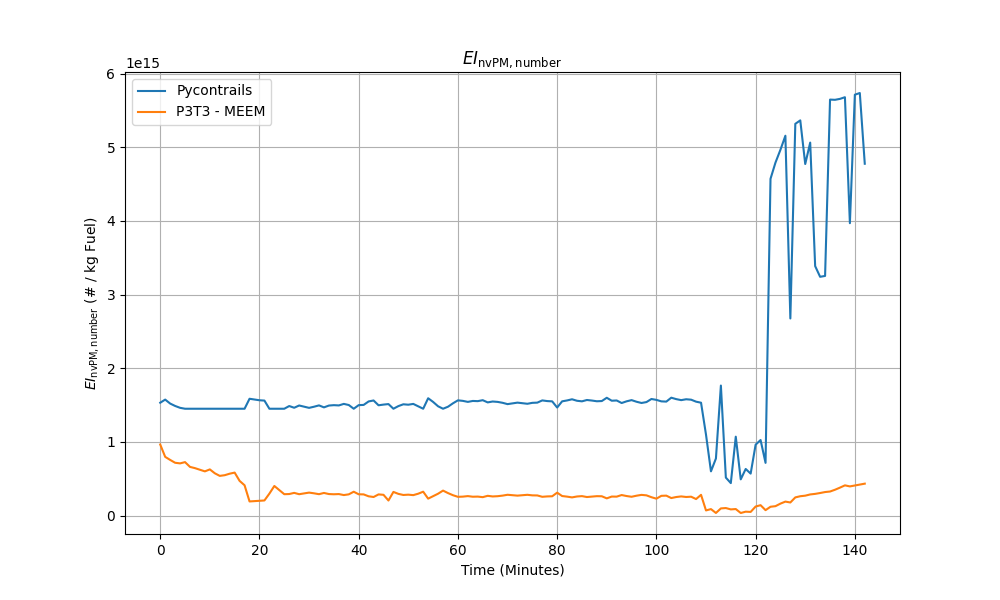 EI_nvPM, number
1e15
Pycontrails
P3T3 - MEEM
6
5
4
3
2
1
0
EI_nvPM, number (# / kg Fuel)
0 20 40 60 80 100 120 140
Time (Minutes)